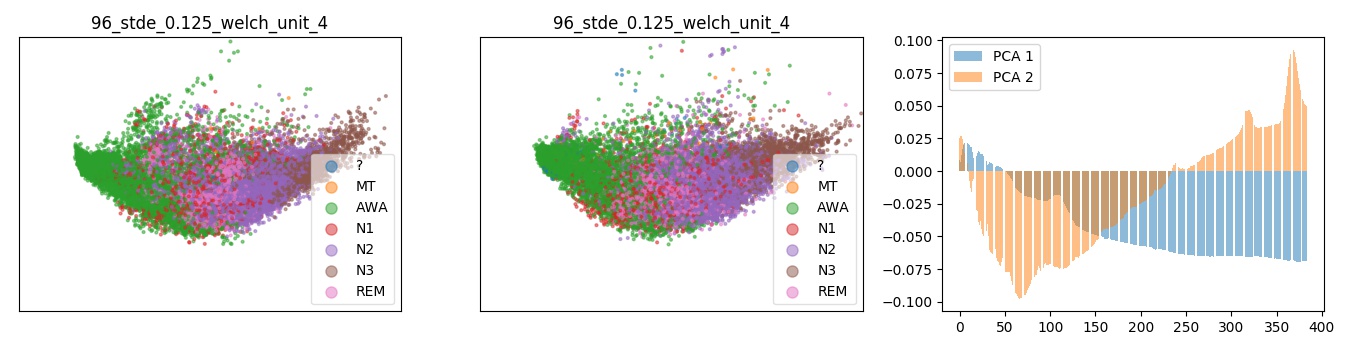 96_stde_0.125_welch_unit_4
?
MT
AWA
N1
N2
N3
REM
96_stde_0.125_welch_unit_4
?
MT
AWA
N1
N2
N3
REM
PCA 1
PCA 2
0.100
0.075
0.050
0.025
0.000
−0.025
−0.050
−0.075
−0.100
0 50 100 150 200 250 300 350 400